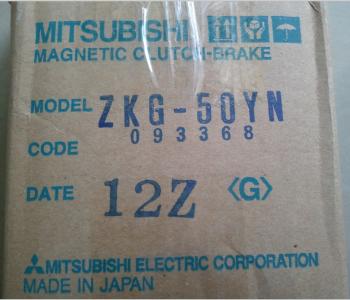 MITSUBISHI
MAGNETIC CLUTCH-BRAKE
MODEL ZKG-50YN
093368
CODE
DATE 12Z <G>
MITSUBISHI ELECTRIC CORPORATION
MADE IN JAPAN